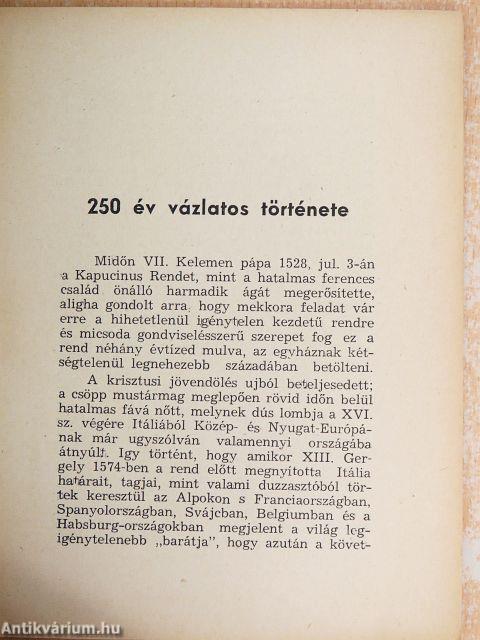 250 év vázlatos története
Midőn VII. Kelemen pápa 1528, jul. 3-án
a Kapucinus Rendet, mint a hatalmas ferences
család önálló harmadik ágát megerősítette,
aligha gondolt arra, hogy mekkora feladat vár
erre a hihetetlenül igénytelen kezdetű rendre
és micsoda gondviselésszerű szerepet fog ez a
rend néhány évtized mulva, az egyháznak két-
ségtelenül legnehezebb századában betölteni.
A krisztusi jövendölés ujból beteljesedett;
a csöpp mustármag meglepően rövid időn belül
hatalmas fává nőtt, melynek dús lombja a XVI.
sz. végére Itáliából Közép- és Nyugat-Európá-
nak már ugyszólván valamennyi országába
átnyúlt. Igy történt, hogy amikor XIII. Ger-
gely 1574-ben a rend előtt megnyította Itália
határait, tagjai, mint valami duzzasztóból tör-
tek keresztül az Alpokon s Franciaországban,
Spanyolországban, Svájcban, Belgiumban és a
Habsburg-országokban megjelent a világ leg-
igénytelenebb „barátja", hogy azután a követ-
Antikvárium.hu